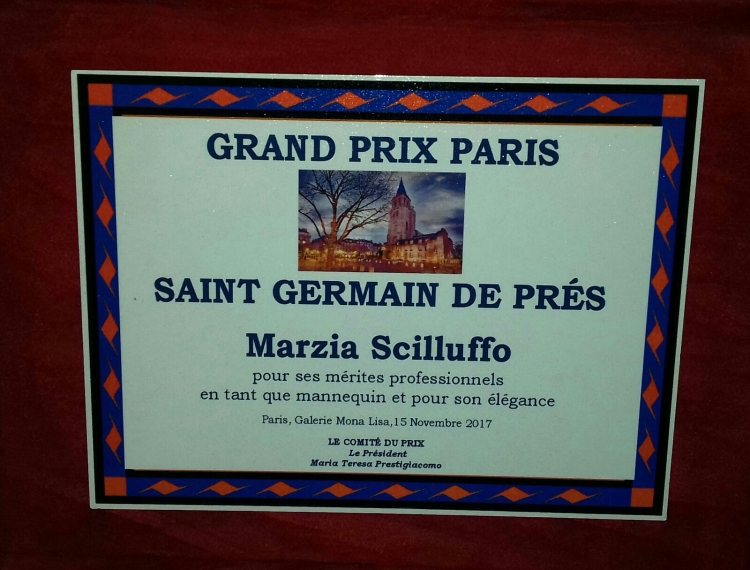 GRAND PRIX PARIS
SAINT GERMAIN DE PRÉS
Marzia Scilluffo
pour ses mérites professionnels
en tant que mannequin et pour son élégance
Paris, Galerie Mona Lisa,15 Novembre 2017
LE COMITÉ DU PRIX
Le Président
Maria Teresa Prestigiacomo